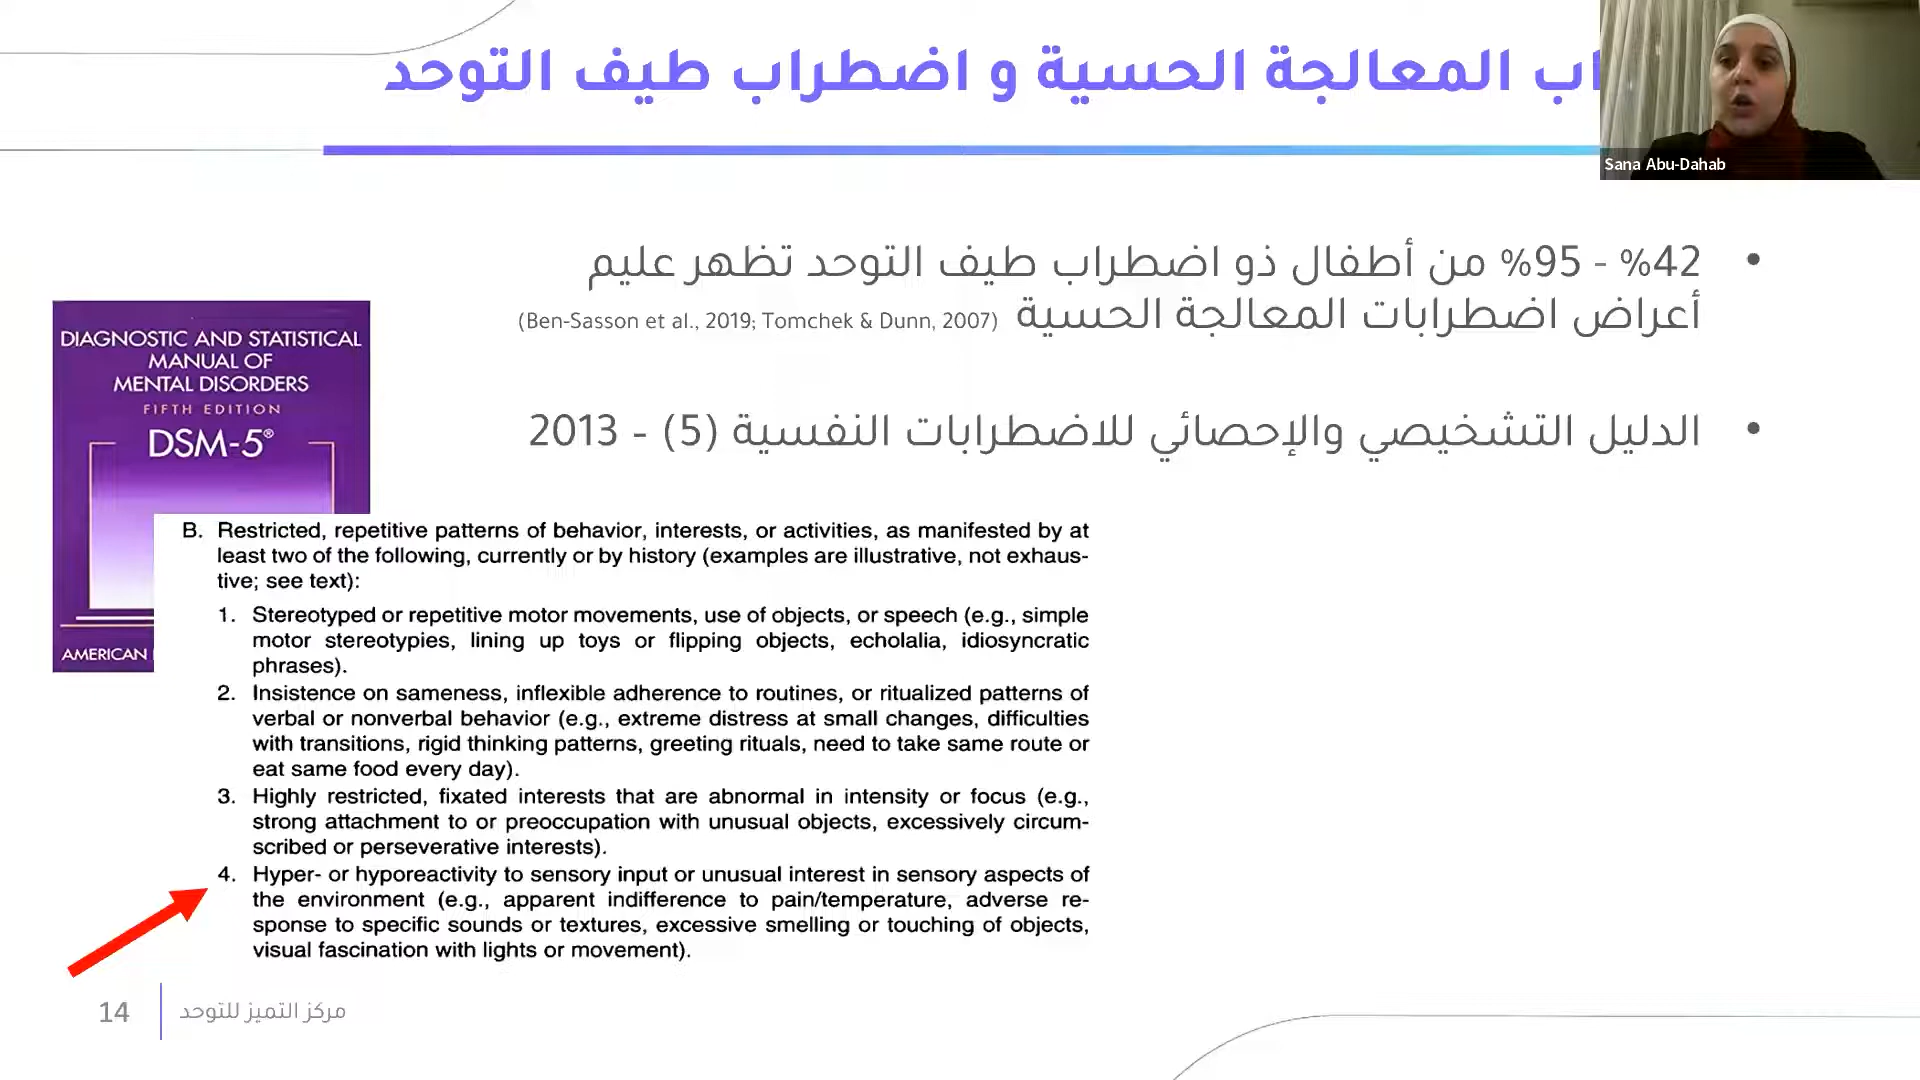 اب المعالجة الحسية و اضطراب طيف التوحد
Sana Abu-Dahab
• 42% - 95% من أطفال ذو اضطراب طيف التوحد تظهر عليم
أعراض اضطرابات المعالجة الحسية (Ben-Sasson et al., 2019; Tomchek & Dunn, 2007)
• الدليل التشخيصي والإحصائي للاضطرابات النفسية (5) - 2013
DIAGNOSTIC AND STATISTICAL
MANUAL OF
MENTAL DISORDERS
FIFTH EDITION
DSM-5®
AMERICAN
B. Restricted, repetitive patterns of behavior, interests, or activities, as manifested by at
least two of the following, currently or by history (examples are illustrative, not exhaus-
tive; see text):
1. Stereotyped or repetitive motor movements, use of objects, or speech (e.g., simple
motor stereotypies, lining up toys or flipping objects, echolalia, idiosyncratic
phrases).
2. Insistence on sameness, inflexible adherence to routines, or ritualized patterns of
verbal or nonverbal behavior (e.g., extreme distress at small changes, difficulties
with transitions, rigid thinking patterns, greeting rituals, need to take same route or
eat same food every day).
3. Highly restricted, fixated interests that are abnormal in intensity or focus (e.g.,
strong attachment to or preoccupation with unusual objects, excessively circum-
scribed or perseverative interests).
4. Hyper- or hyporeactivity to sensory input or unusual interest in sensory aspects of
the environment (e.g., apparent indifference to pain/temperature, adverse re-
sponse to specific sounds or textures, excessive smelling or touching of objects,
visual fascination with lights or movement).
14
مركز التميز للتوحد